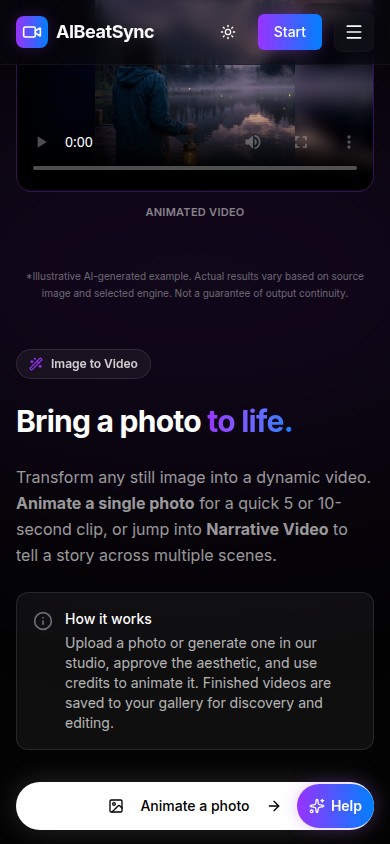 AIBeatSync
Start
0:00
ANIMATED VIDEO
*Illustrative AI-generated example. Actual results vary based on source
image and selected engine. Not a guarantee of output continuity.
Image to Video
Bring a photo to life.
Transform any still image into a dynamic video.
Animate a single photo for a quick 5 or 10-
second clip, or jump into Narrative Video to
tell a story across multiple scenes.
How it works
Upload a photo or generate one in our
studio, approve the aesthetic, and use
credits to animate it. Finished videos are
saved to your gallery for discovery and
editing.
Animate a photo
Help